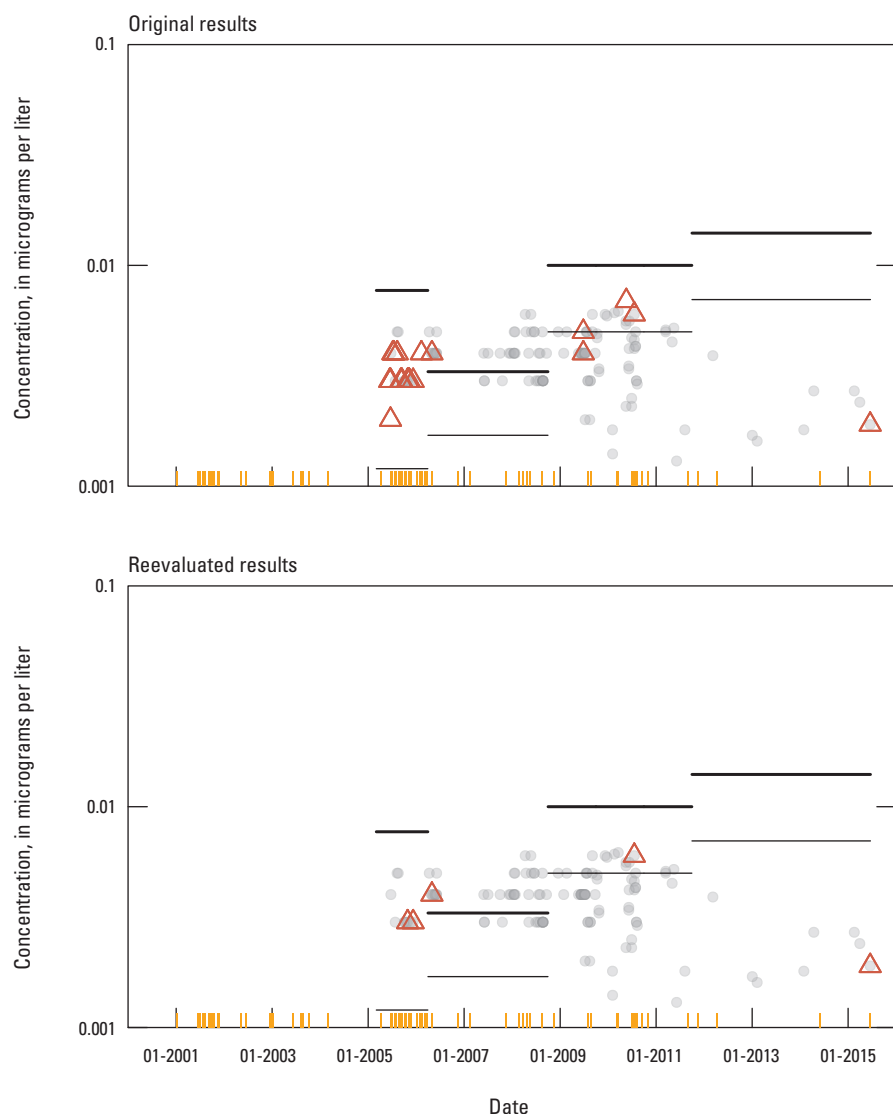 Original results
Concentration, in micrograms per liter
0.1
0.01
0.001
Reevaluated results
Concentration, in micrograms per liter
0.1
0.01
0.001
01-2001 01-2003 01-2005 01-2007 01-2009 01-2011 01-2013 01-2015
Date